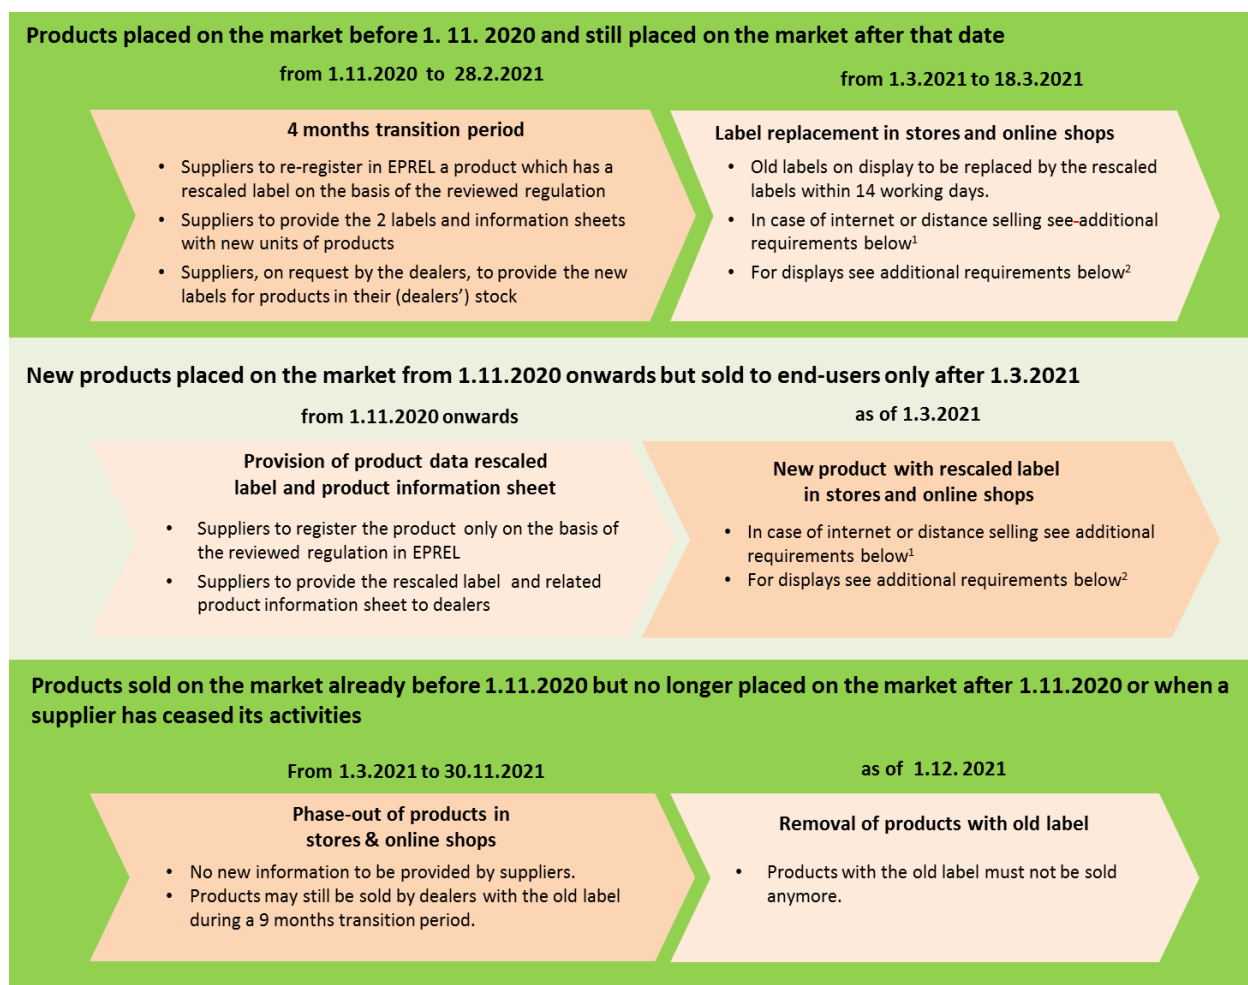 Products placed on the market before 1. 11. 2020 and still placed on the market after that date
from 1.11.2020 to 28.2.2021
4 months transition period
• Suppliers to re-register in EPREL a product which has a
rescaled label on the basis of the reviewed regulation
• Suppliers to provide the 2 labels and information sheets
with new units of products
• Suppliers, on request by the dealers, to provide the new
labels for products in their (dealers’) stock
from 1.3.2021 to 18.3.2021
Label replacement in stores and online shops
• Old labels on display to be replaced by the rescaled
labels within 14 working days.
• In case of internet or distance selling see-additional
requirements below¹
• For displays see additional requirements below²
New products placed on the market from 1.11.2020 onwards but sold to end-users only after 1.3.2021
from 1.11.2020 onwards
Provision of product data rescaled
label and product information sheet
• Suppliers to register the product only on the basis of
the reviewed regulation in EPREL
• Suppliers to provide the rescaled label and related
product information sheet to dealers
as of 1.3.2021
New product with rescaled label
in stores and online shops
• In case of internet or distance selling see additional
requirements below¹
• For displays see additional requirements below²
Products sold on the market already before 1.11.2020 but no longer placed on the market after 1.11.2020 or when a
supplier has ceased its activities
From 1.3.2021 to 30.11.2021
Phase-out of products in
stores & online shops
• No new information to be provided by suppliers.
• Products may still be sold by dealers with the old label
during a 9 months transition period.
as of 1.12. 2021
Removal of products with old label
• Products with the old label must not be sold
anymore.